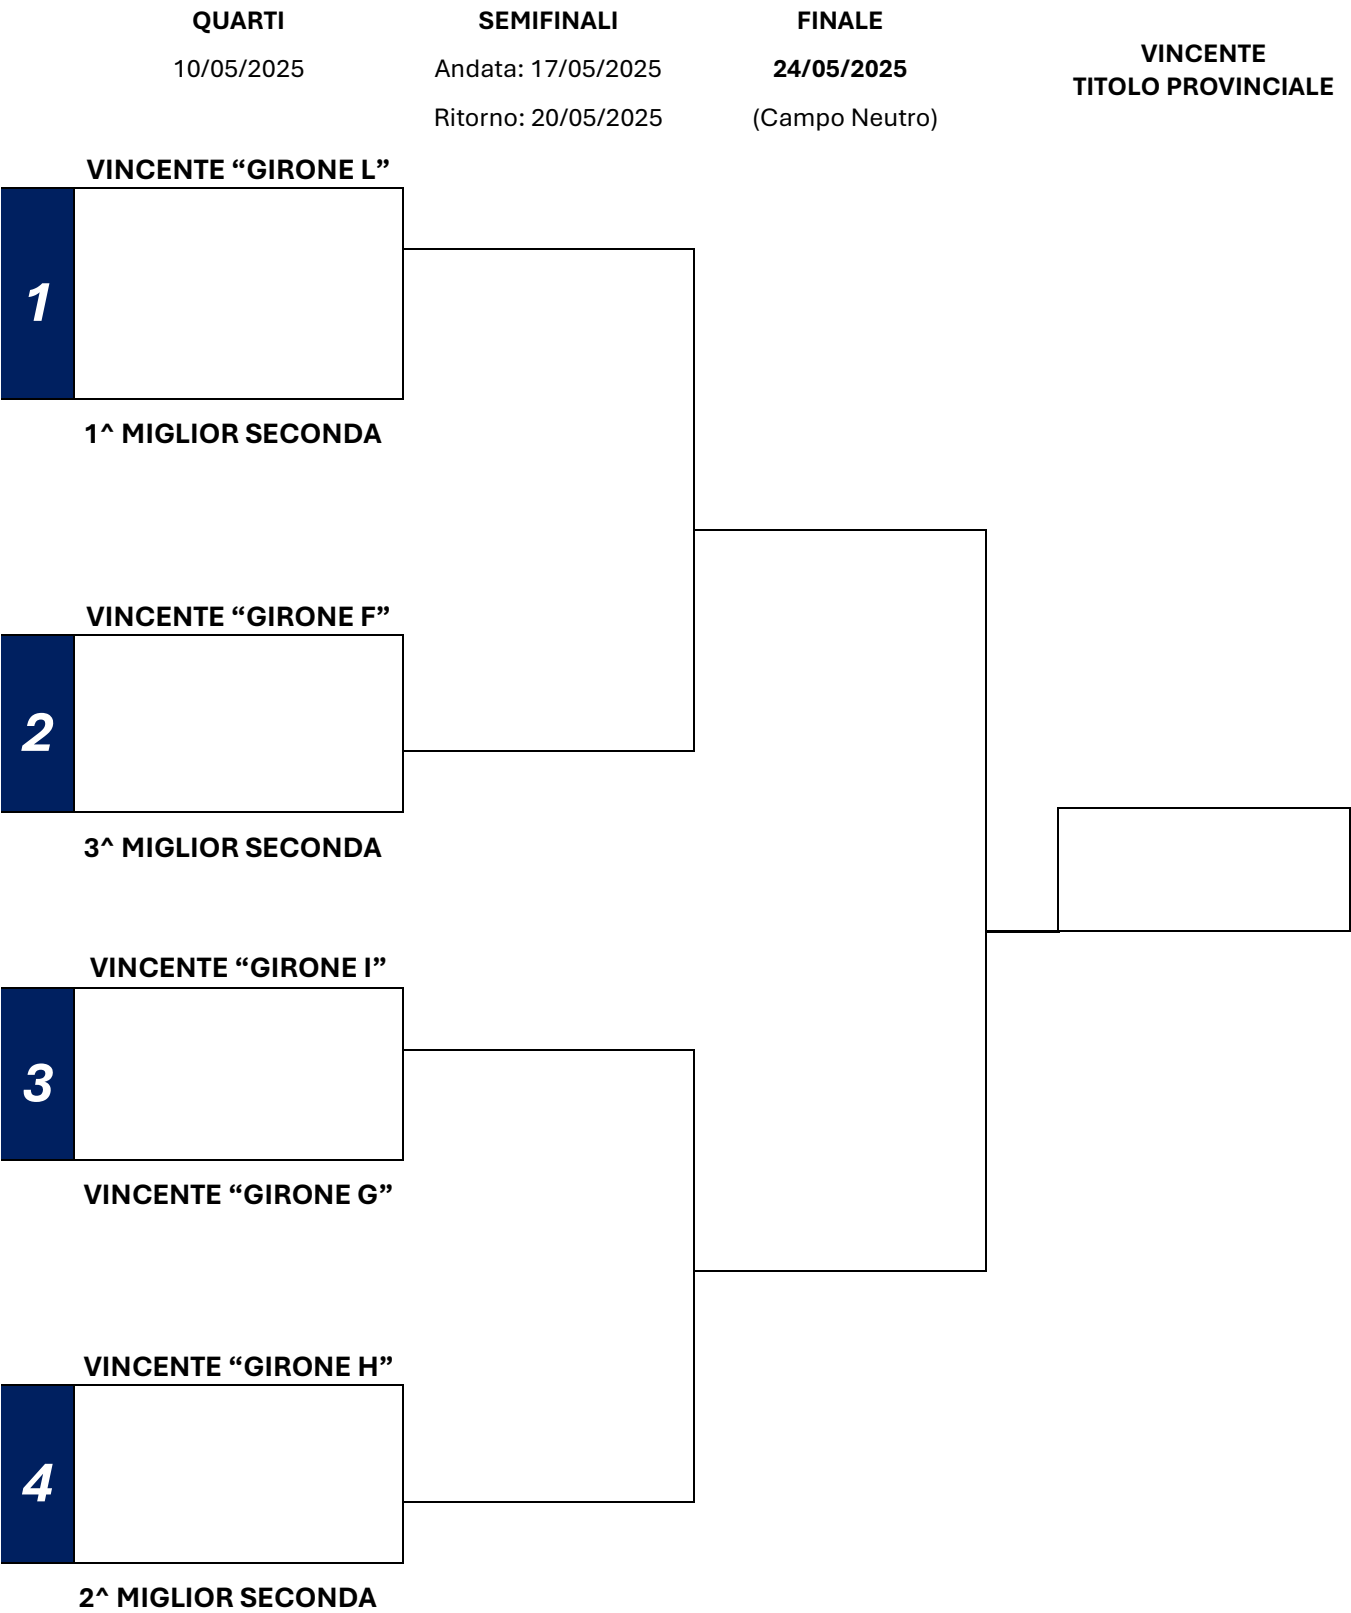 QUARTI
10/05/2025
SEMIFINALI
Andata: 17/05/2025
Ritorno: 20/05/2025
FINALE
24/05/2025
(Campo Neutro)
VINCENTE
TITOLO PROVINCIALE
VINCENTE “GIRONE L”
1
1^ MIGLIOR SECONDA
VINCENTE “GIRONE F”
2
3^ MIGLIOR SECONDA
VINCENTE “GIRONE I”
3
VINCENTE “GIRONE G”
VINCENTE “GIRONE H”
4
2^ MIGLIOR SECONDA